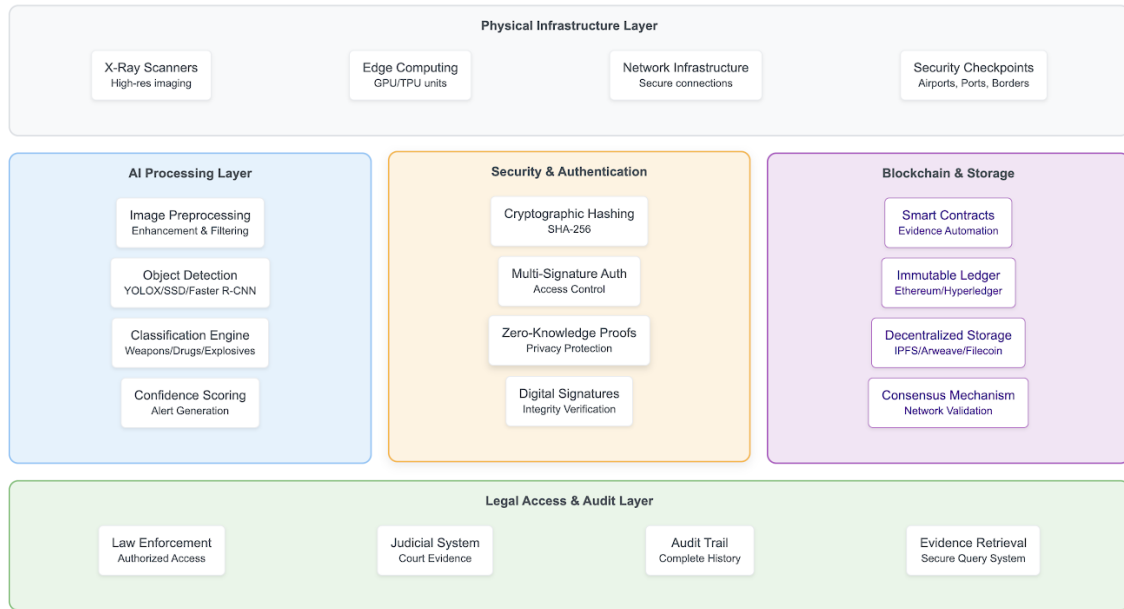 Physical Infrastructure Layer
X-Ray Scanners
High-res imaging
Edge Computing
GPU/TPU units
Network Infrastructure
Secure connections
Security Checkpoints
Airports, Ports, Borders
AI Processing Layer
Image Preprocessing
Enhancement & Filtering
Object Detection
YOLOX/SSD/Faster R-CNN
Classification Engine
Weapons/Drugs/Explosives
Confidence Scoring
Alert Generation
Security & Authentication
Cryptographic Hashing
SHA-256
Multi-Signature Auth
Access Control
Zero-Knowledge Proofs
Privacy Protection
Digital Signatures
Integrity Verification
Blockchain & Storage
Smart Contracts
Evidence Automation
Immutable Ledger
Ethereum/Hyperledger
Decentralized Storage
IPFS/Arweave/Filecoin
Consensus Mechanism
Network Validation
Legal Access & Audit Layer
Law Enforcement
Authorized Access
Judicial System
Court Evidence
Audit Trail
Complete History
Evidence Retrieval
Secure Query System